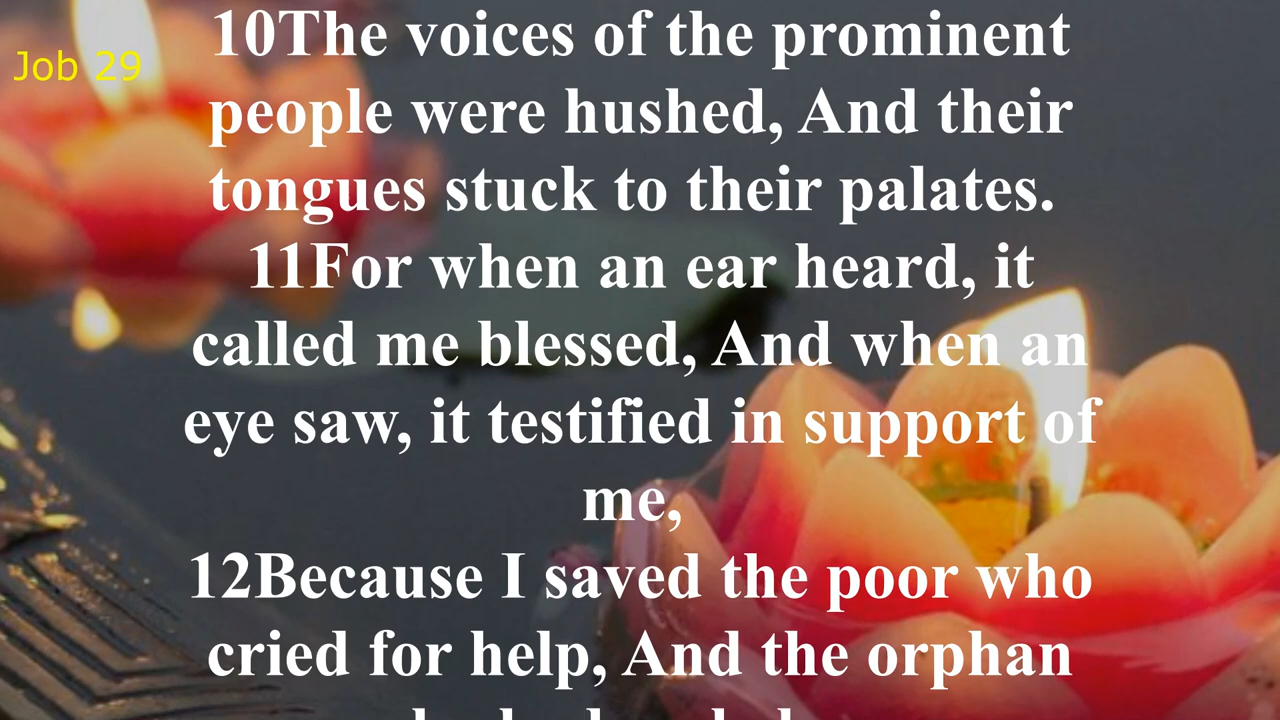 Job 29
10The voices of the prominent
people were hushed, And their
tongues stuck to their palates.
11For when an ear heard, it
called me blessed, And when an
eye saw, it testified in support of
me,
12Because I saved the poor who
cried for help, And the orphan